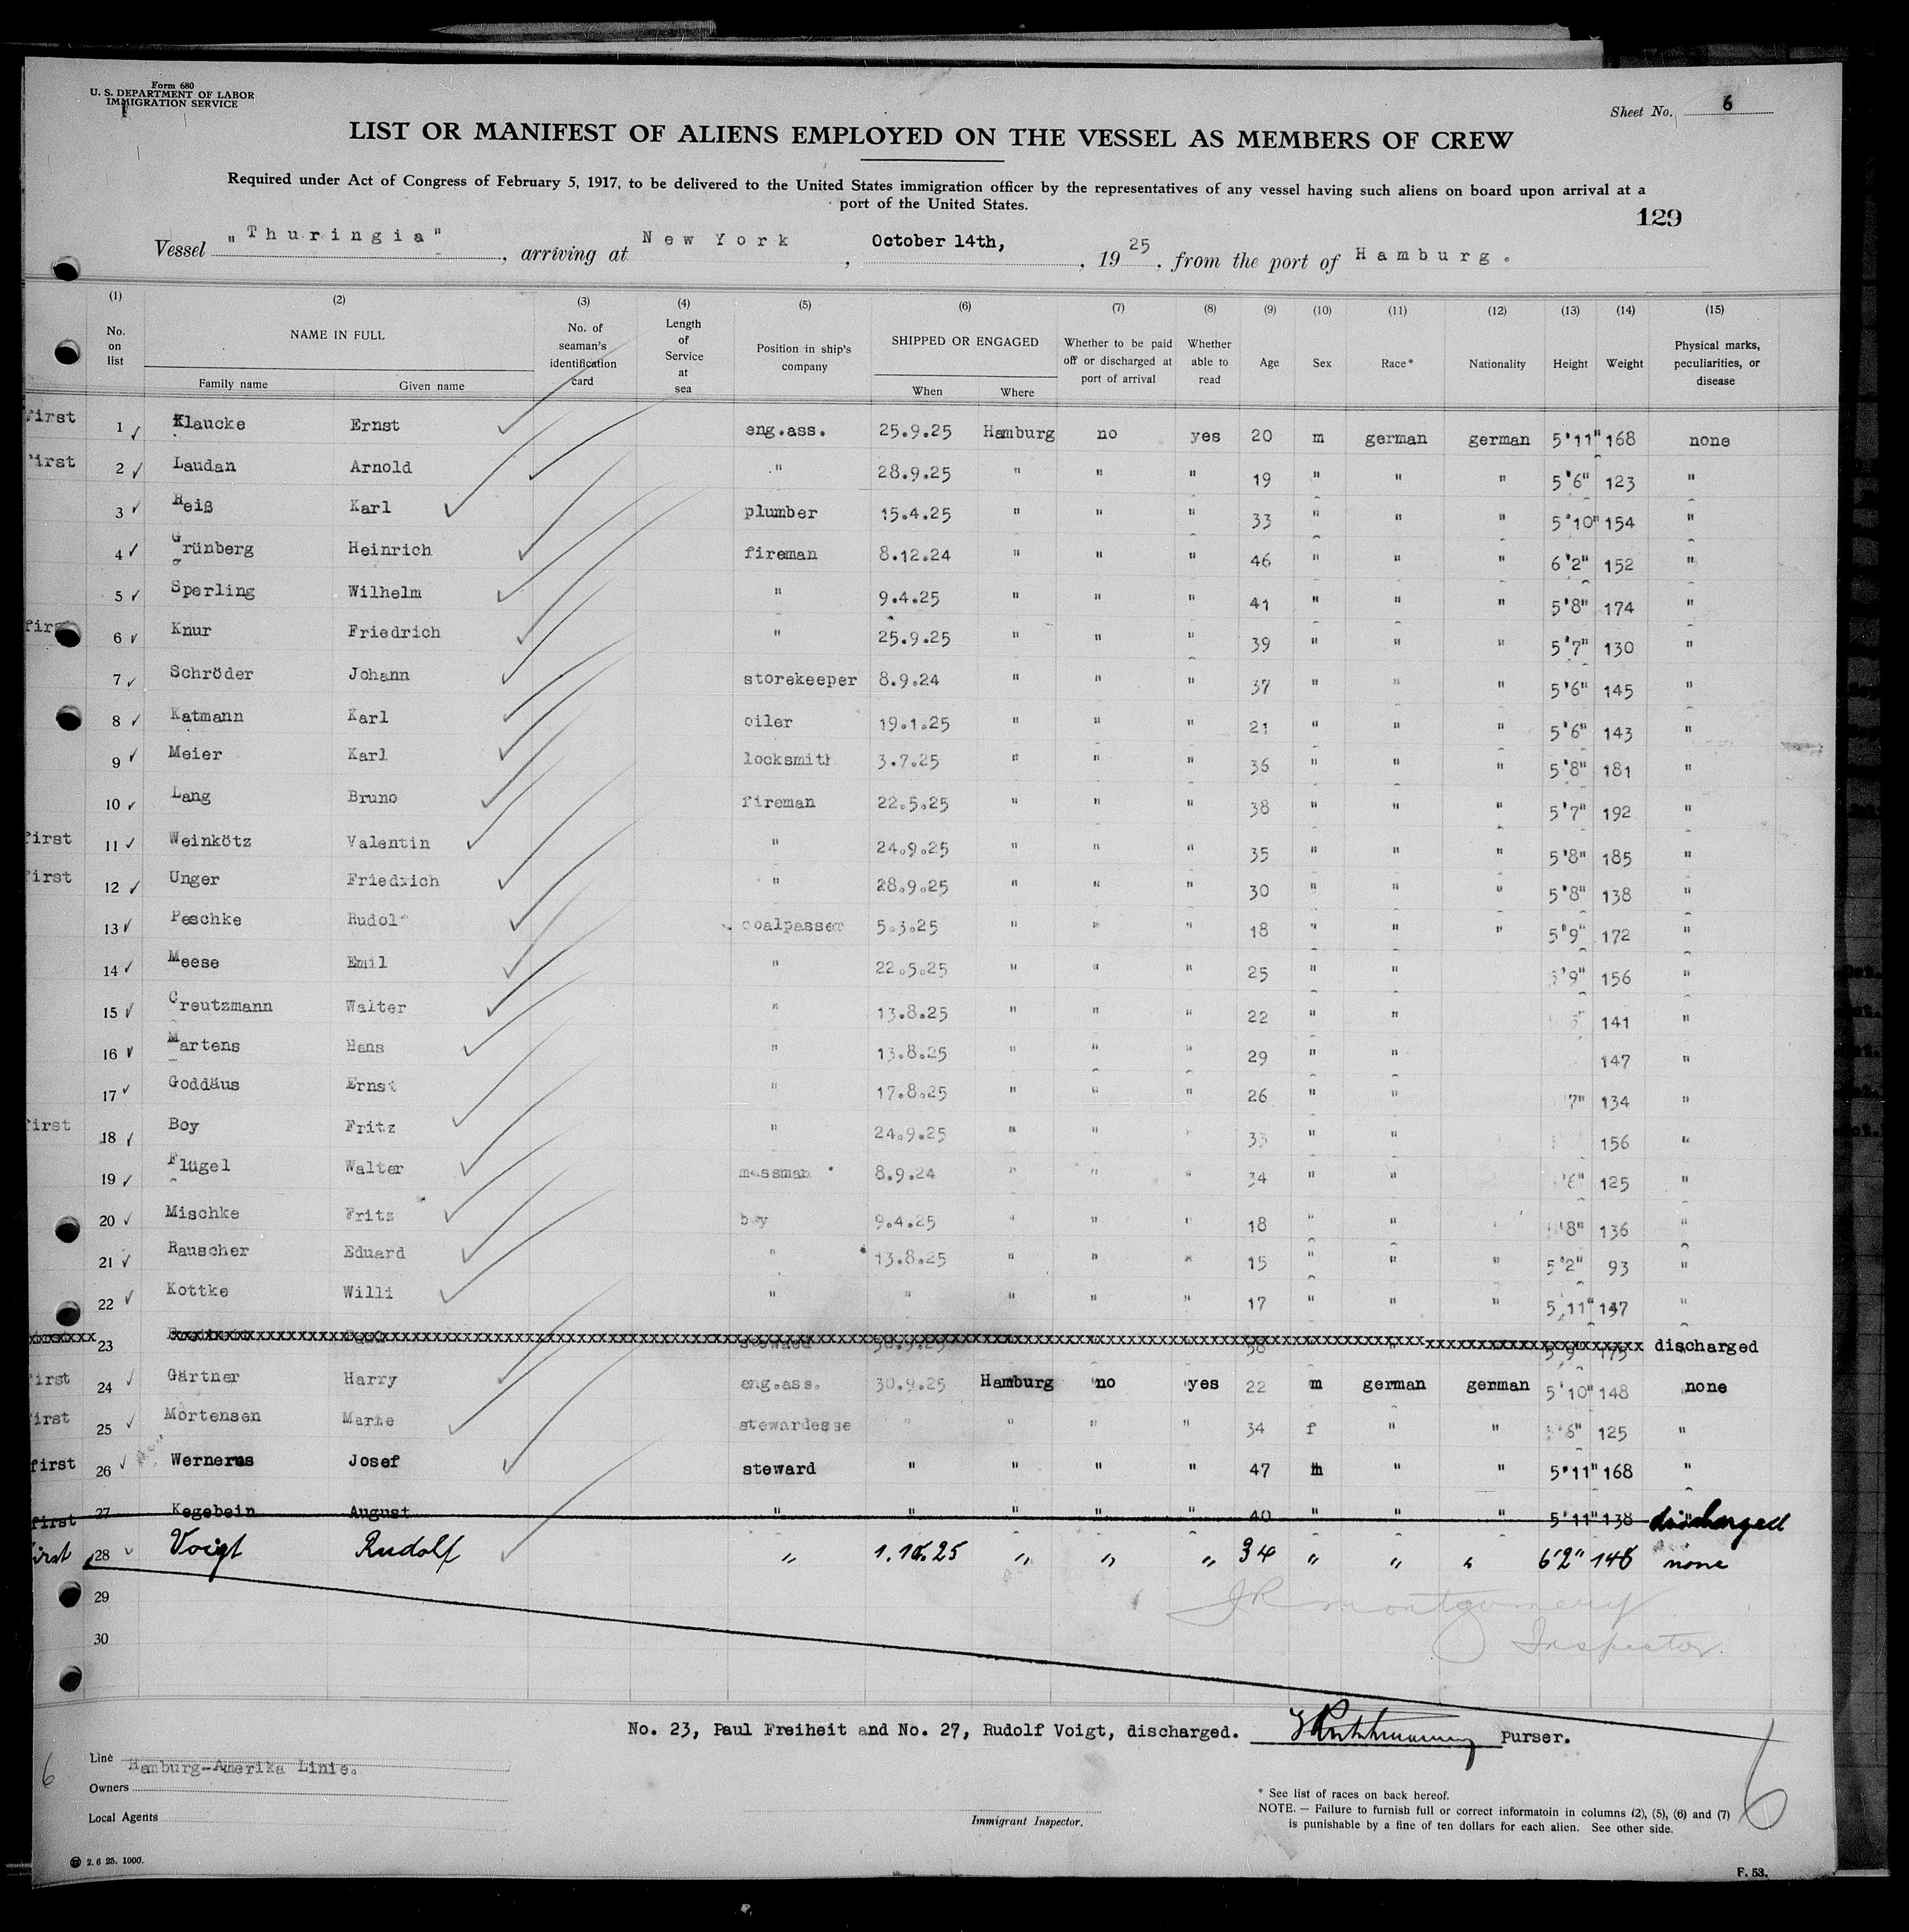 Form 680
U. S. DEPARTMENT OF LABOR
IMMIGRATION SERVICE
Sheet No. 6
LIST OR MANIFEST OF ALIENS EMPLOYED ON THE VESSEL AS MEMBERS OF CREW
Required under Act of Congress of February 5, 1917, to be delivered to the United States immigration officer by the representatives of any vessel having such aliens on board upon arrival at a
port of the United States.
129
Vessel "Thuringia", arriving at New York, October 14th, , 1925, from the port of Hamburg.
(1) (2) (3) (4) (5) (6) (7) (8) (9) (10) (11) (12) (13) (14) (15)
No. on list NAME IN FULL Family name Given name No. of seaman's identification card Length of Service at sea Position in ship's company SHIPPED OR ENGAGED When Where Whether to be paid off or discharged at port of arrival Whether able to read Age Sex Race* Nationality Height Weight Physical marks, peculiarities, or disease
first 1 Klaucke Ernst eng.ass. 25.9.25 Hamburg no yes 20 m german german 5'11" 168 none
first 2 Laudan Arnold " 28.9.25 " " " 19 " " " 5'6" 123 "
3 Reiß Karl plumber 15.4.25 " " " 33 " " " 5'10" 154 "
4 Grünberg Heinrich fireman 8.12.24 " " " 46 " " " 6'2" 152 "
5 Sperling Wilhelm " 9.4.25 " " " 41 " " " 5'8" 174 "
first 6 Knur Friedrich " 25.9.25 " " " 39 " " " 5'7" 130 "
7 Schröder Johann storekeeper 8.9.24 " " " 37 " " " 5'6" 145 "
8 Katmann Karl oiler 19.1.25 " " " 21 " " " 5'6" 143 "
9 Meier Karl locksmith 3.7.25 " " " 36 " " " 5'8" 181 "
10 Lang Bruno fireman 22.5.25 " " " 38 " " " 5'7" 192 "
first 11 Weinkötz Valentin " 24.9.25 " " " 35 " " " 5'8" 185 "
first 12 Unger Friedrich " 28.9.25 " " " 30 " " " 5'8" 138 "
13 Peschke Rudolf coalpasser 5.3.25 " " " 18 " " " 5'9" 172 "
14 Meese Emil " 22.5.25 " " " 25 " " 5'9" 156 "
15 Creutzmann Walter " 13.8.25 " " " 22 " " 141 "
16 Martens Hans " 13.8.25 " " " 29 " " 147 "
17 Goddäus Ernst " 17.8.25 " " " 26 " " 7" 134 "
first 18 Boy Fritz " 24.9.25 " " " 33 " " 156 "
19 Flügel Walter messman 8.9.24 " " " 34 " " '6" 125 "
20 Mischke Fritz boy 9.4.25 " " " 18 " " " '8" 136 "
21 Rauscher Eduard " 13.8.25 " " " 15 " " " 5'2" 93 "
22 Kottke Willi " " " " " 17 " " " 5,11" 147 "
23 steward 30.9.25 38 5'9" 175 discharged
first 24 Gärtner Harry eng.ass. 30.9.25 Hamburg no yes 22 m german german 5'10" 148 none
first 25 Mortensen Marie stewardesse " " " " 34 f " " 5'6" 125 "
first 26 Wernerus Josef steward " " " " 47 m " " 5'11" 168 "
first 27 Kegebein August " " " " " 40 " " " 5'11" 138 discharged
first 28 Voigt Rudolf " 1.10.25 " " " 34 " " " 6'2" 148 none
29
30
JR Montgomery
Inspector.
No. 23, Paul Freiheit and No. 27, Rudolf Voigt, discharged. Purser.
6
Line Hamburg-Amerika Linie.
Owners
Local Agents
Immigrant Inspector.
* See list of races on back hereof.
NOTE. — Failure to furnish full or correct informatoin in columns (2), (5), (6) and (7)
is punishable by a fine of ten dollars for each alien. See other side.
6
2. 6 25. 1000.
F. 53.